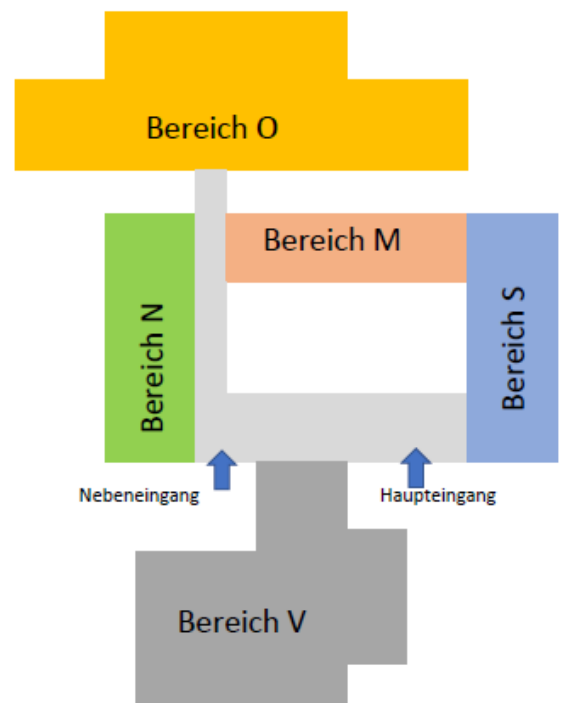 Bereich O
Bereich M
Bereich N
Bereich S
Nebeneingang
Haupteingang
Bereich V